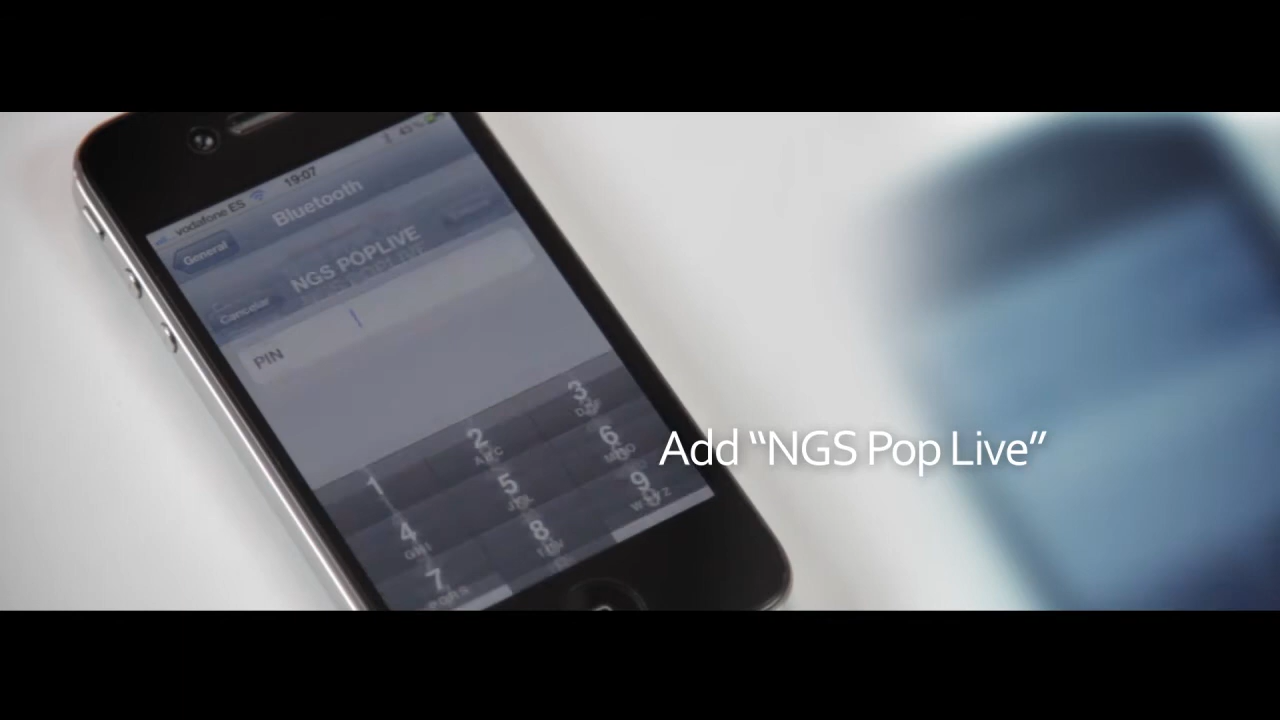 vodafone ES 19:07 43%
Bluetooth
General
NGS POPLIVE
Cancelar
PIN
1
2
ABC
3
4
GHI
5
JKL
6
MNO
7
PQRS
8
TUV
9
WXYZ
Add “NGS Pop Live”